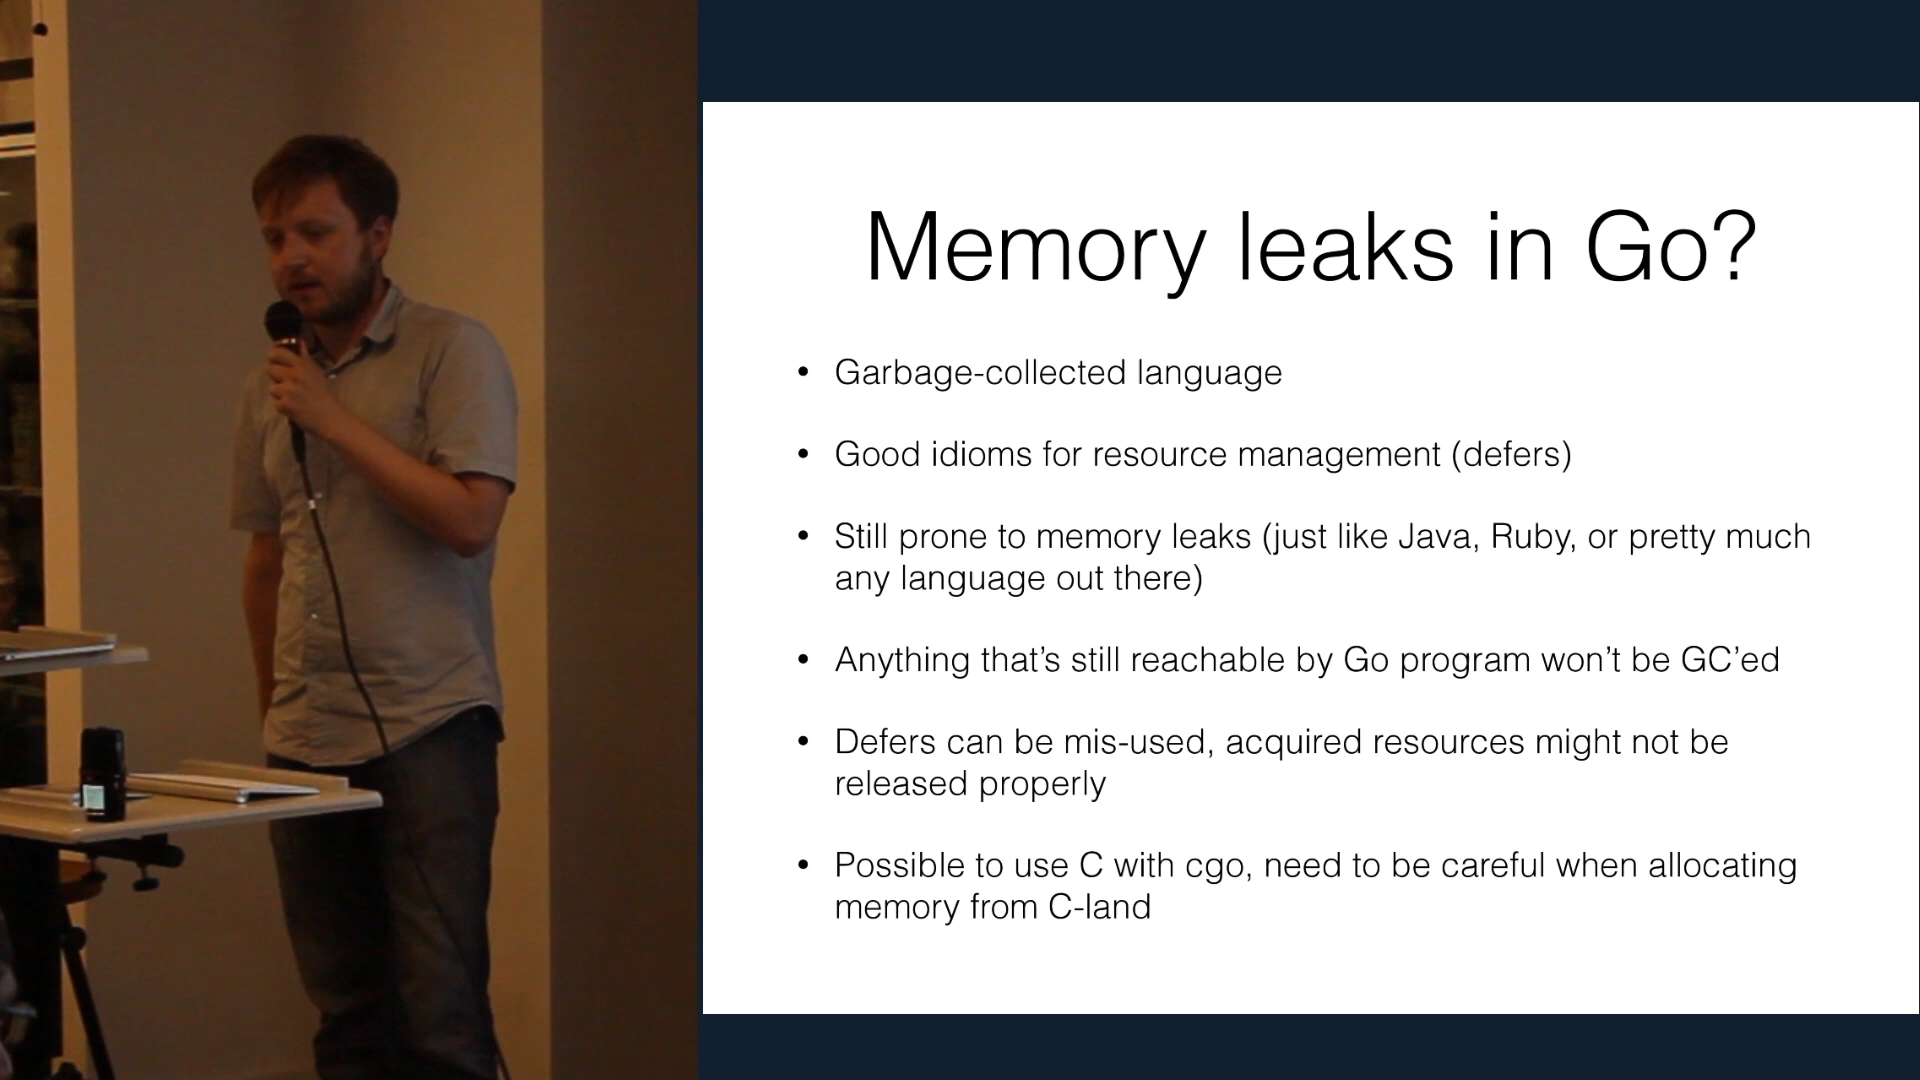 Memory leaks in Go?
• Garbage-collected language
• Good idioms for resource management (defers)
• Still prone to memory leaks (just like Java, Ruby, or pretty much
any language out there)
• Anything that’s still reachable by Go program won’t be GC’ed
• Defers can be mis-used, acquired resources might not be
released properly
• Possible to use C with cgo, need to be careful when allocating
memory from C-land